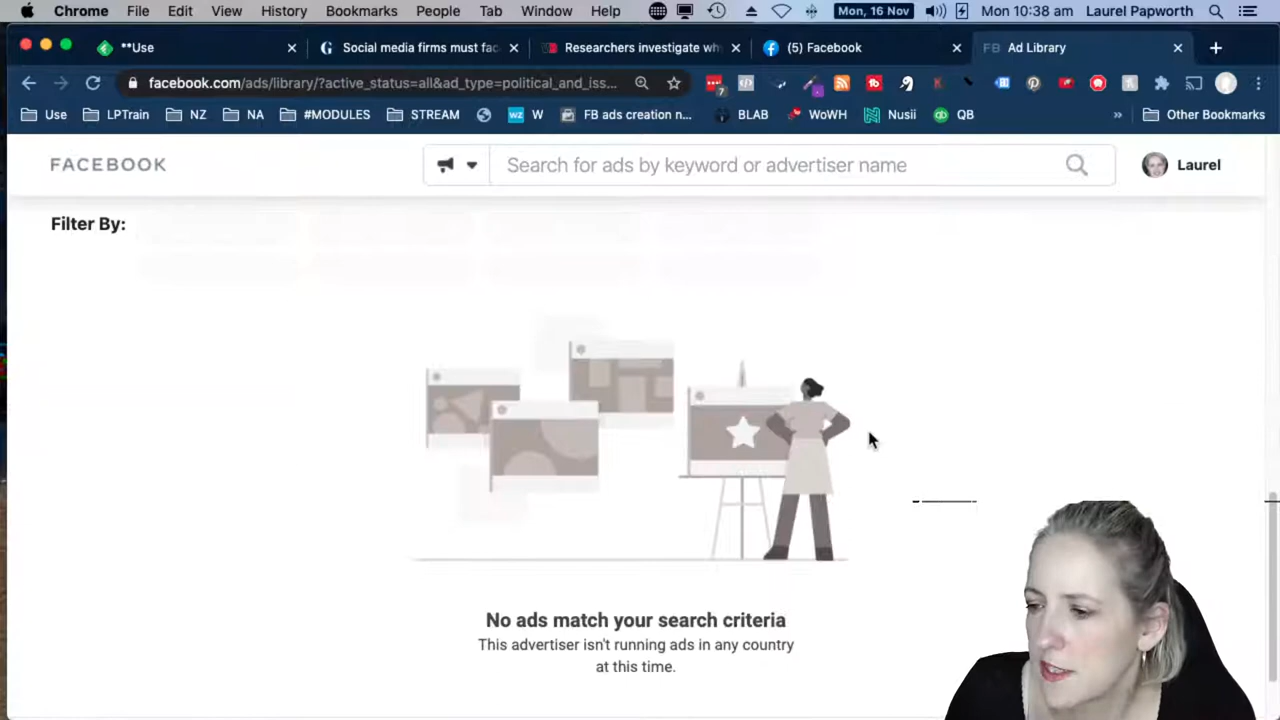 Chrome File Edit View History Bookmarks People Tab Window Help Mon, 16 Nov Mon 10:38 am Laurel Papworth
**Use Social media firms must fac Researchers investigate wh (5) Facebook FB Ad Library
facebook.com/ads/library/?active_status=all&ad_type=political_and_iss... 7
Use LPTrain NZ NA #MODULES STREAM WZ W FB ads creation n... BLAB WoWH Nusii QB » Other Bookmarks
FACEBOOK Search for ads by keyword or advertiser name Laurel
Filter By:
No ads match your search criteria
This advertiser isn't running ads in any country
at this time.